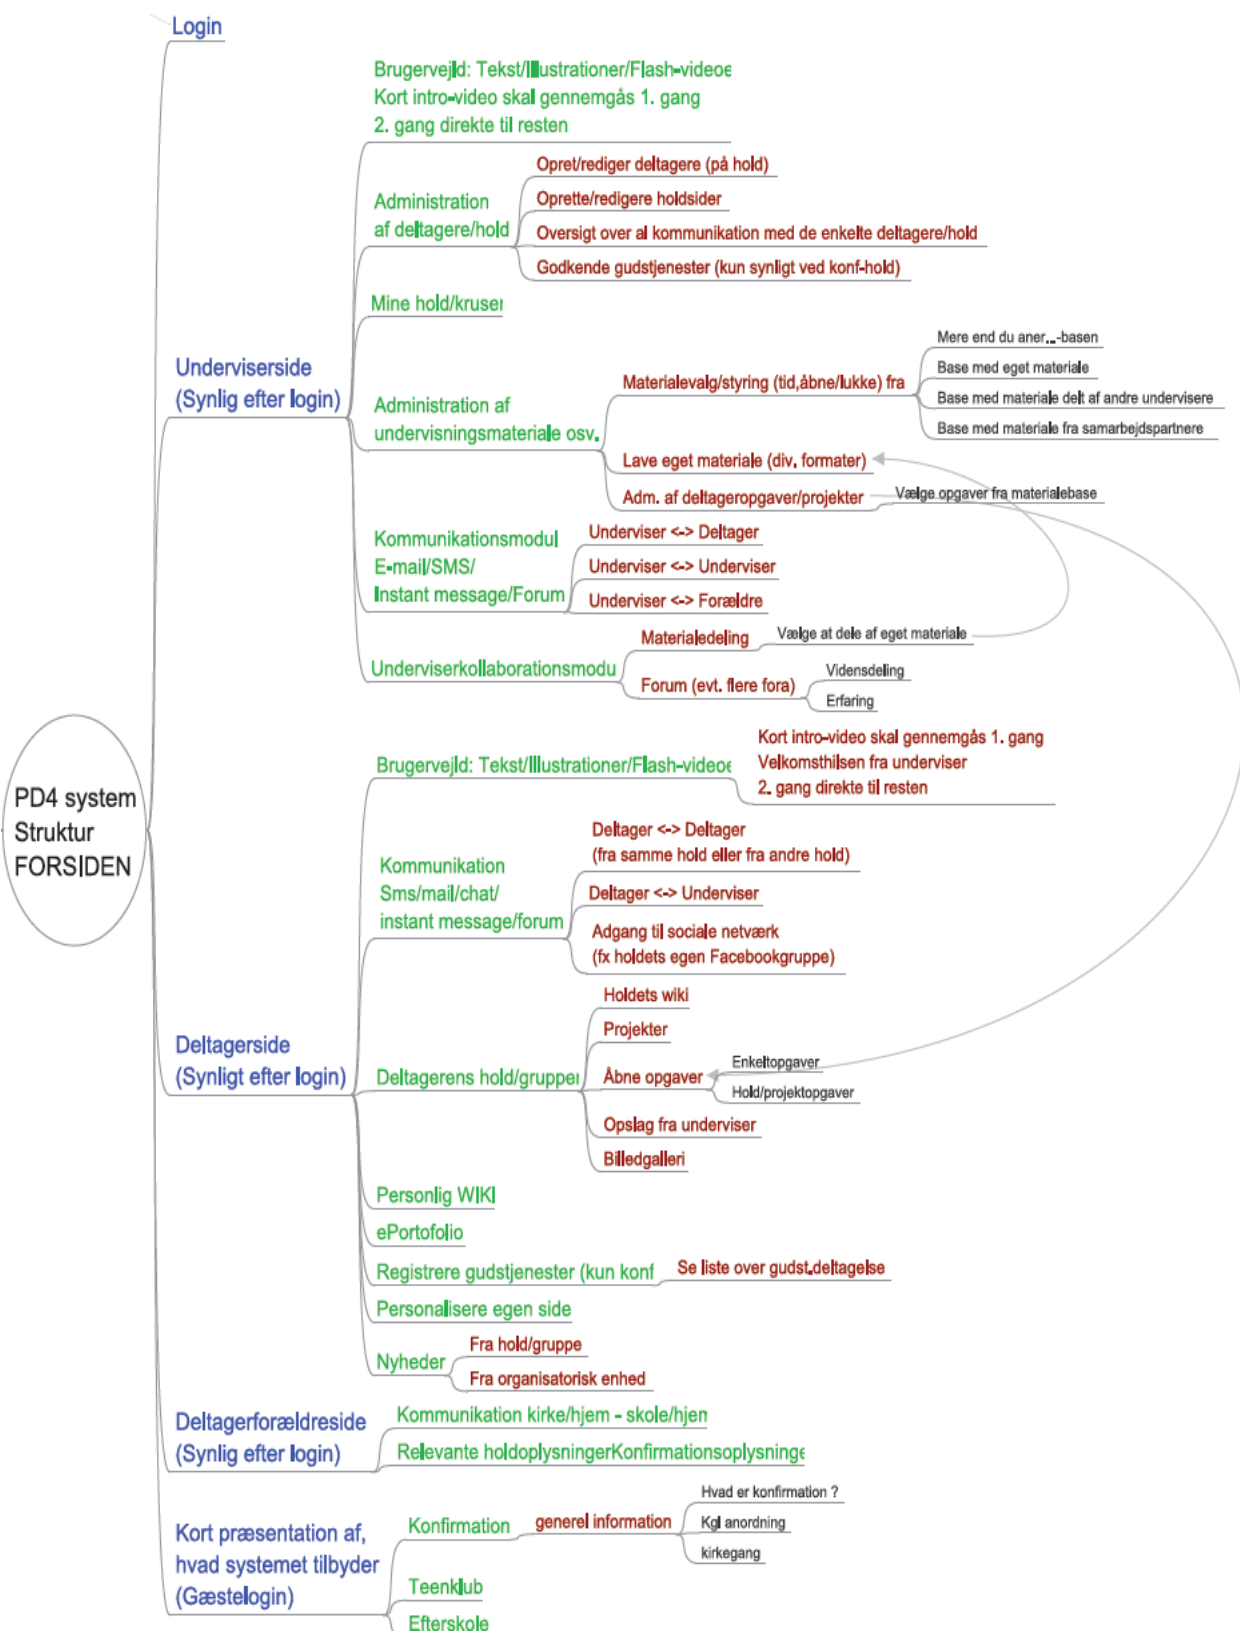 Login
Brugervejld: Tekst/Illustrationer/Flash-videoe
Kort intro-video skal gennemgås 1. gang
2. gang direkte til resten
Opret/rediger deltagere (på hold)
Administration
af deltagere/hold
Oprette/redigere holdsider
Oversigt over al kommunikation med de enkelte deltagere/hold
Godkende gudstjenester (kun synligt ved konf-hold)
Mine hold/kruser
Underviserside
(Synlig efter login)
Administration af
undervisningsmateriale osv.
Materialevalg/styring (tid,åbne/lukke) fra
Mere end du aner...-basen
Base med eget materiale
Base med materiale delt af andre undervisere
Base med materiale fra samarbejdspartnere
Lave eget materiale (div. formater)
Adm. af deltageropgaver/projekter
Vælge opgaver fra materialebase
Kommunikationsmodul
E-mail/SMS/
Instant message/Forum
Underviser <-> Deltager
Underviser <-> Underviser
Underviser <-> Forældre
Underviserkollaborationsmodu
Materialedeling
Vælge at dele af eget materiale
Forum (evt. flere fora)
Vidensdeling
Erfaring
PD4 system
Struktur
FORSIDEN
Brugervejld: Tekst/Illustrationer/Flash-videoe
Kort intro-video skal gennemgås 1. gang
Velkomsthilsen fra underviser
2. gang direkte til resten
Kommunikation
Sms/mail/chat/
instant message/forum
Deltager <-> Deltager
(fra samme hold eller fra andre hold)
Deltager <-> Underviser
Adgang til sociale netværk
(fx holdets egen Facebookgruppe)
Deltagerside
(Synligt efter login)
Deltagerens hold/grupper
Holdets wiki
Projekter
Åbne opgaver
Enkeltopgaver
Hold/projektopgaver
Opslag fra underviser
Billedgalleri
Personlig WIKI
ePortofolio
Registrere gudstjenester (kun konf
Se liste over gudst.deltagelse
Personalisere egen side
Nyheder
Fra hold/gruppe
Fra organisatorisk enhed
Deltagerforældreside
(Synlig efter login)
Kommunikation kirke/hjem - skole/hjem
Relevante holdoplysningerKonfirmationsoplysninge
Kort præsentation af,
hvad systemet tilbyder
(Gæstelogin)
Konfirmation
generel information
Hvad er konfirmation ?
Kgl anordning
kirkegang
Teenklub
Efterskole